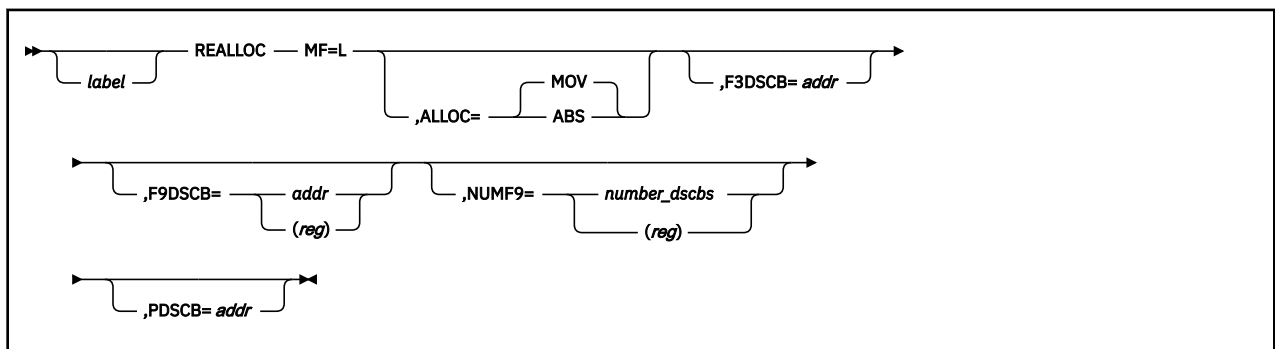 label REALLOC MF=L ,ALLOC= MOV ABS ,F3DSCB= addr
,F9DSCB= addr (reg) ,NUMF9= number_dscbs (reg)
,PDSCB= addr